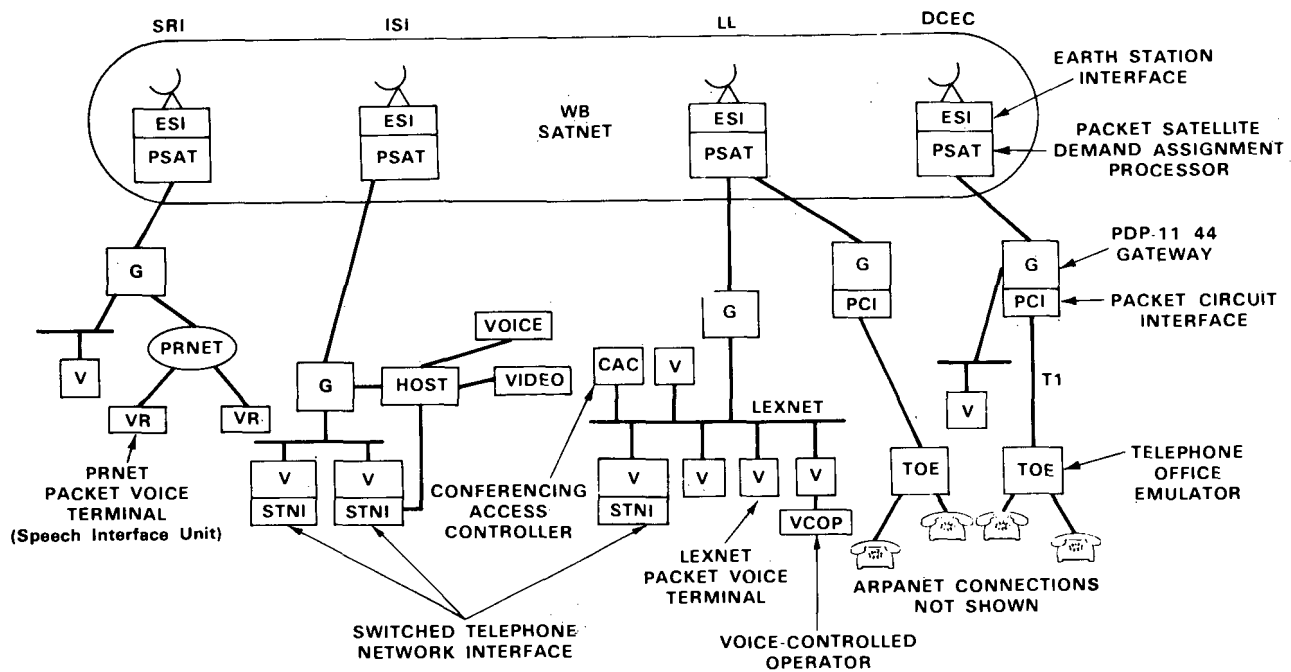 SRI
ISI
LL
DCEC
EARTH STATION
INTERFACE
ESI
PSAT
ESI
PSAT
WB
SATNET
ESI
PSAT
ESI
PSAT
PACKET SATELLITE
DEMAND ASSIGNMENT
PROCESSOR
G
G
G
PCI
G
PCI
PDP-11 44
GATEWAY
PACKET CIRCUIT
INTERFACE
V
PRNET
VR
VR
PRNET
PACKET VOICE
TERMINAL
(Speech Interface Unit)
G
HOST
VOICE
VIDEO
V
STNI
V
STNI
CAC
V
LEXNET
V
STNI
V
V
V
VCOP
CONFERENCING
ACCESS
CONTROLLER
V
T1
TOE
TOE
TELEPHONE
OFFICE
EMULATOR
SWITCHED TELEPHONE
NETWORK INTERFACE
LEXNET
PACKET VOICE
TERMINAL
VOICE-CONTROLLED
OPERATOR
ARPANET CONNECTIONS
NOT SHOWN